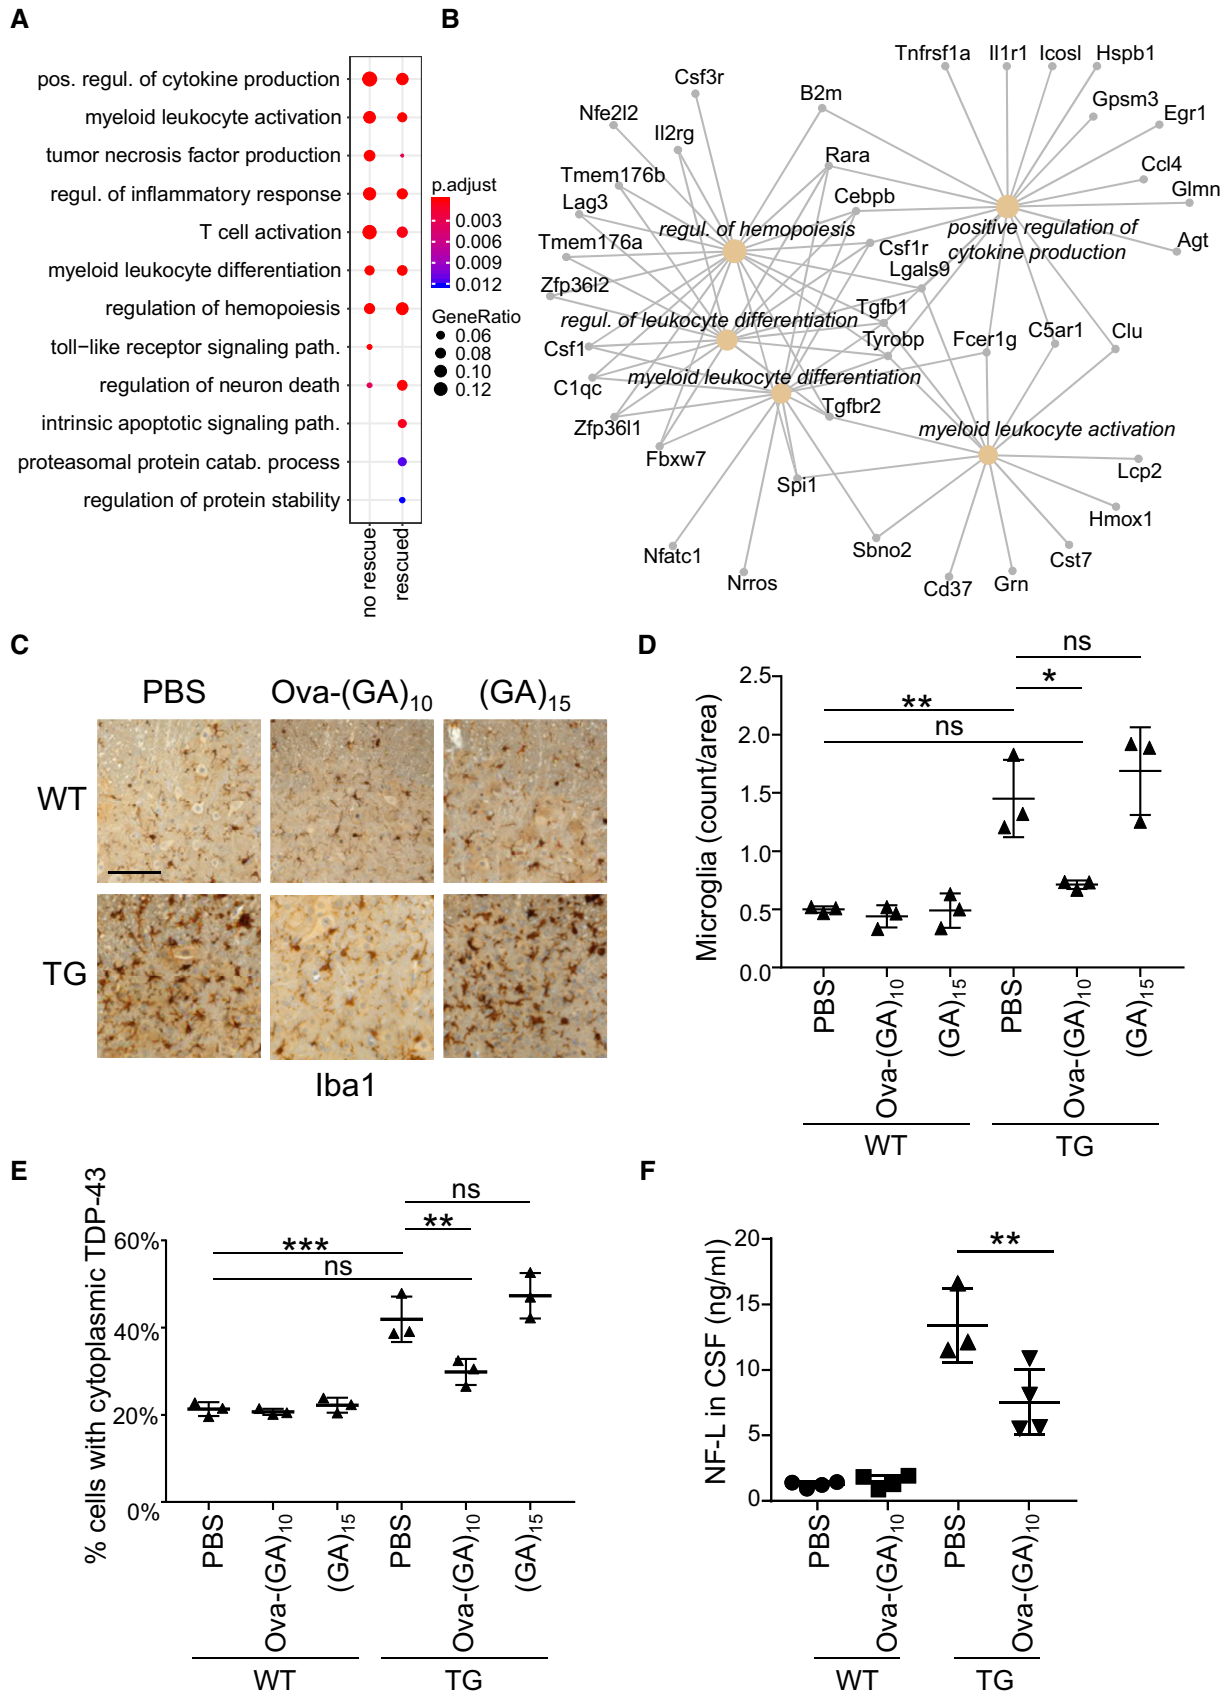 A
pos. regul. of cytokine production
myeloid leukocyte activation
tumor necrosis factor production
regul. of inflammatory response
T cell activation
myeloid leukocyte differentiation
regulation of hemopoiesis
toll−like receptor signaling path.
regulation of neuron death
intrinsic apoptotic signaling path.
proteasomal protein catab. process
regulation of protein stability
no rescue
rescued
p.adjust
0.003
0.006
0.009
0.012
GeneRatio
0.06
0.08
0.10
0.12
B
Tnfrsf1a
Il1r1
Icosl
Hspb1
Csf3r
B2m
Gpsm3
Egr1
Nfe2l2
Il2rg
Rara
Ccl4
Tmem176b
Glmn
Lag3
Cebpb
regul. of hemopoiesis
positive regulation of
cytokine production
Tmem176a
Csf1r
Agt
Lgals9
Zfp36l2
Tgfb1
regul. of leukocyte differentiation
Csf1
Tyrobp
Fcer1g
C5ar1
Clu
C1qc
myeloid leukocyte differentiation
Tgfbr2
Zfp36l1
myeloid leukocyte activation
Fbxw7
Lcp2
Spi1
Hmox1
Nfatc1
Sbno2
Cst7
Nrros
Cd37
Grn
C
PBS
Ova-(GA)10
(GA)15
WT
TG
Iba1
D
Microglia (count/area)
2.5
2.0
1.5
1.0
0.5
0.0
ns
*
**
ns
PBS
Ova-(GA)10
(GA)15
PBS
Ova-(GA)10
(GA)15
WT
TG
E
% cells with cytoplasmic TDP-43
60%
40%
20%
0%
ns
**
***
ns
PBS
Ova-(GA)10
(GA)15
PBS
Ova-(GA)10
(GA)15
WT
TG
F
NF-L in CSF (ng/ml)
20
15
10
5
0
**
PBS
Ova-(GA)10
PBS
Ova-(GA)10
WT
TG